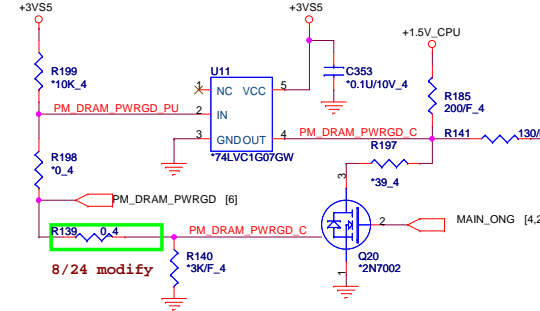 +3VS5
+3VS5
+1.5V_CPU
R199
*10K_4
U11
1
NC
VCC
5
C353
*0.1U/10V_4
R185
200/F_4
PM_DRAM_PWRGD_PU
2
IN
3
GND
OUT
4
PM_DRAM_PWRGD_C
R141
130/
*74LVC1G07GW
R198
*0_4
R197
*39_4
3
PM_DRAM_PWRGD [6]
R139
0_4
PM_DRAM_PWRGD_C
2
MAIN_ONG [4,2
8/24 modify
R140
*3K/F_4
Q20
*2N7002
1